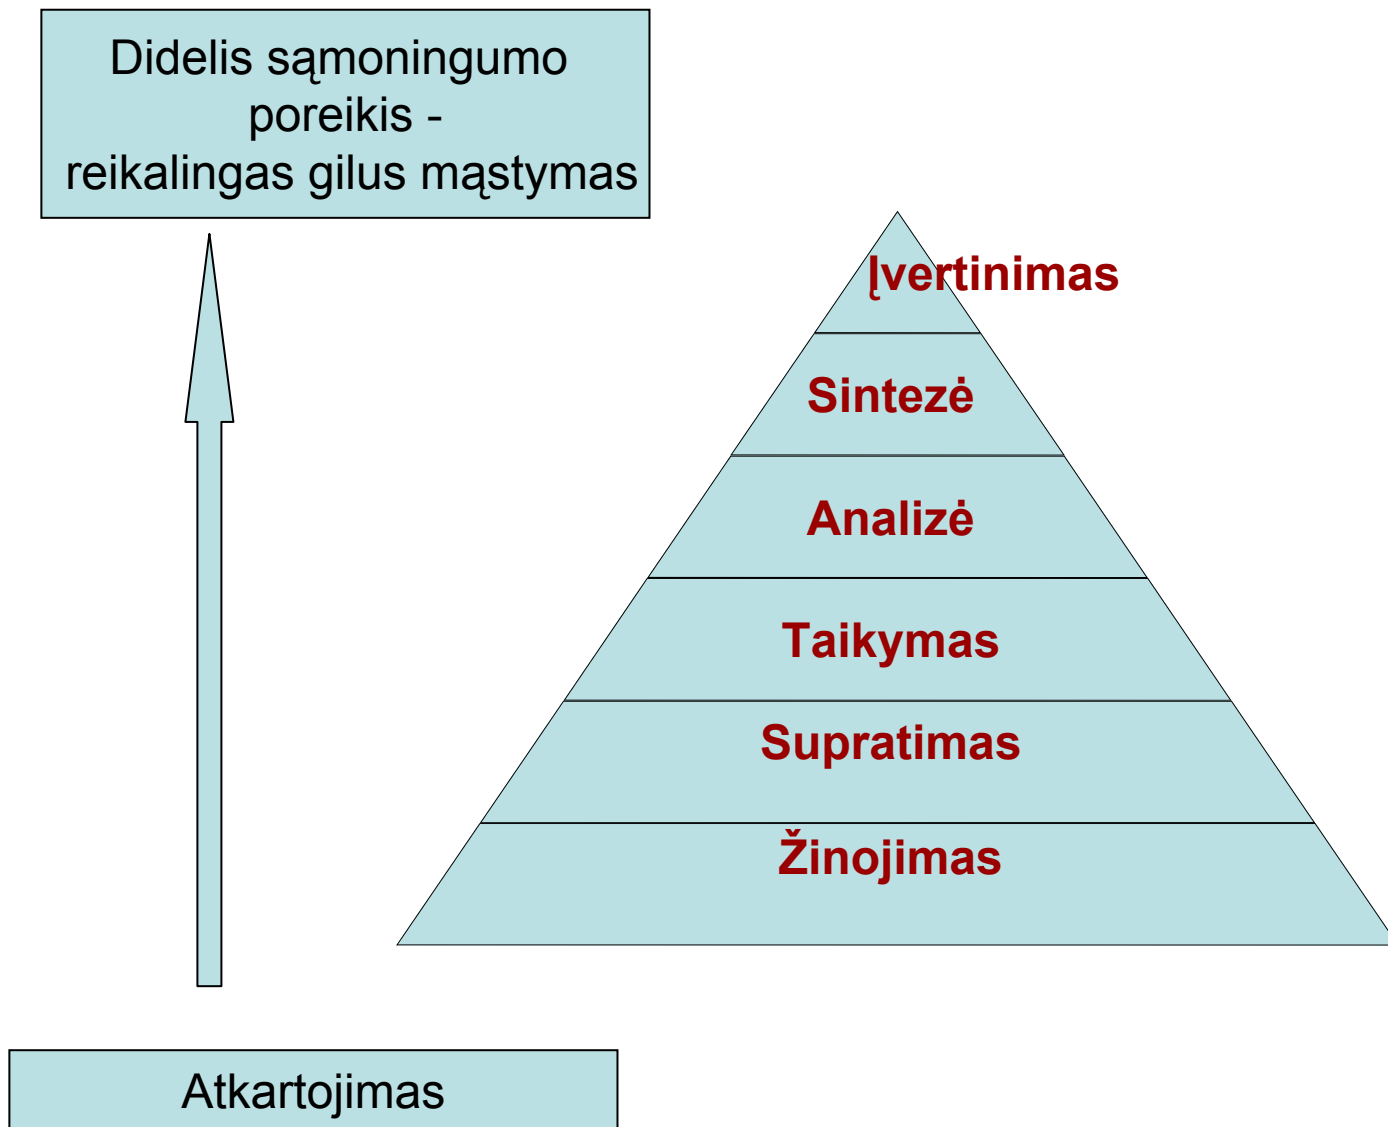 Didelis sąmoningumo
poreikis -
reikalingas gilus mąstymas
Įvertinimas
Sintezė
Analizė
Taikymas
Supratimas
Žinojimas
Atkartojimas